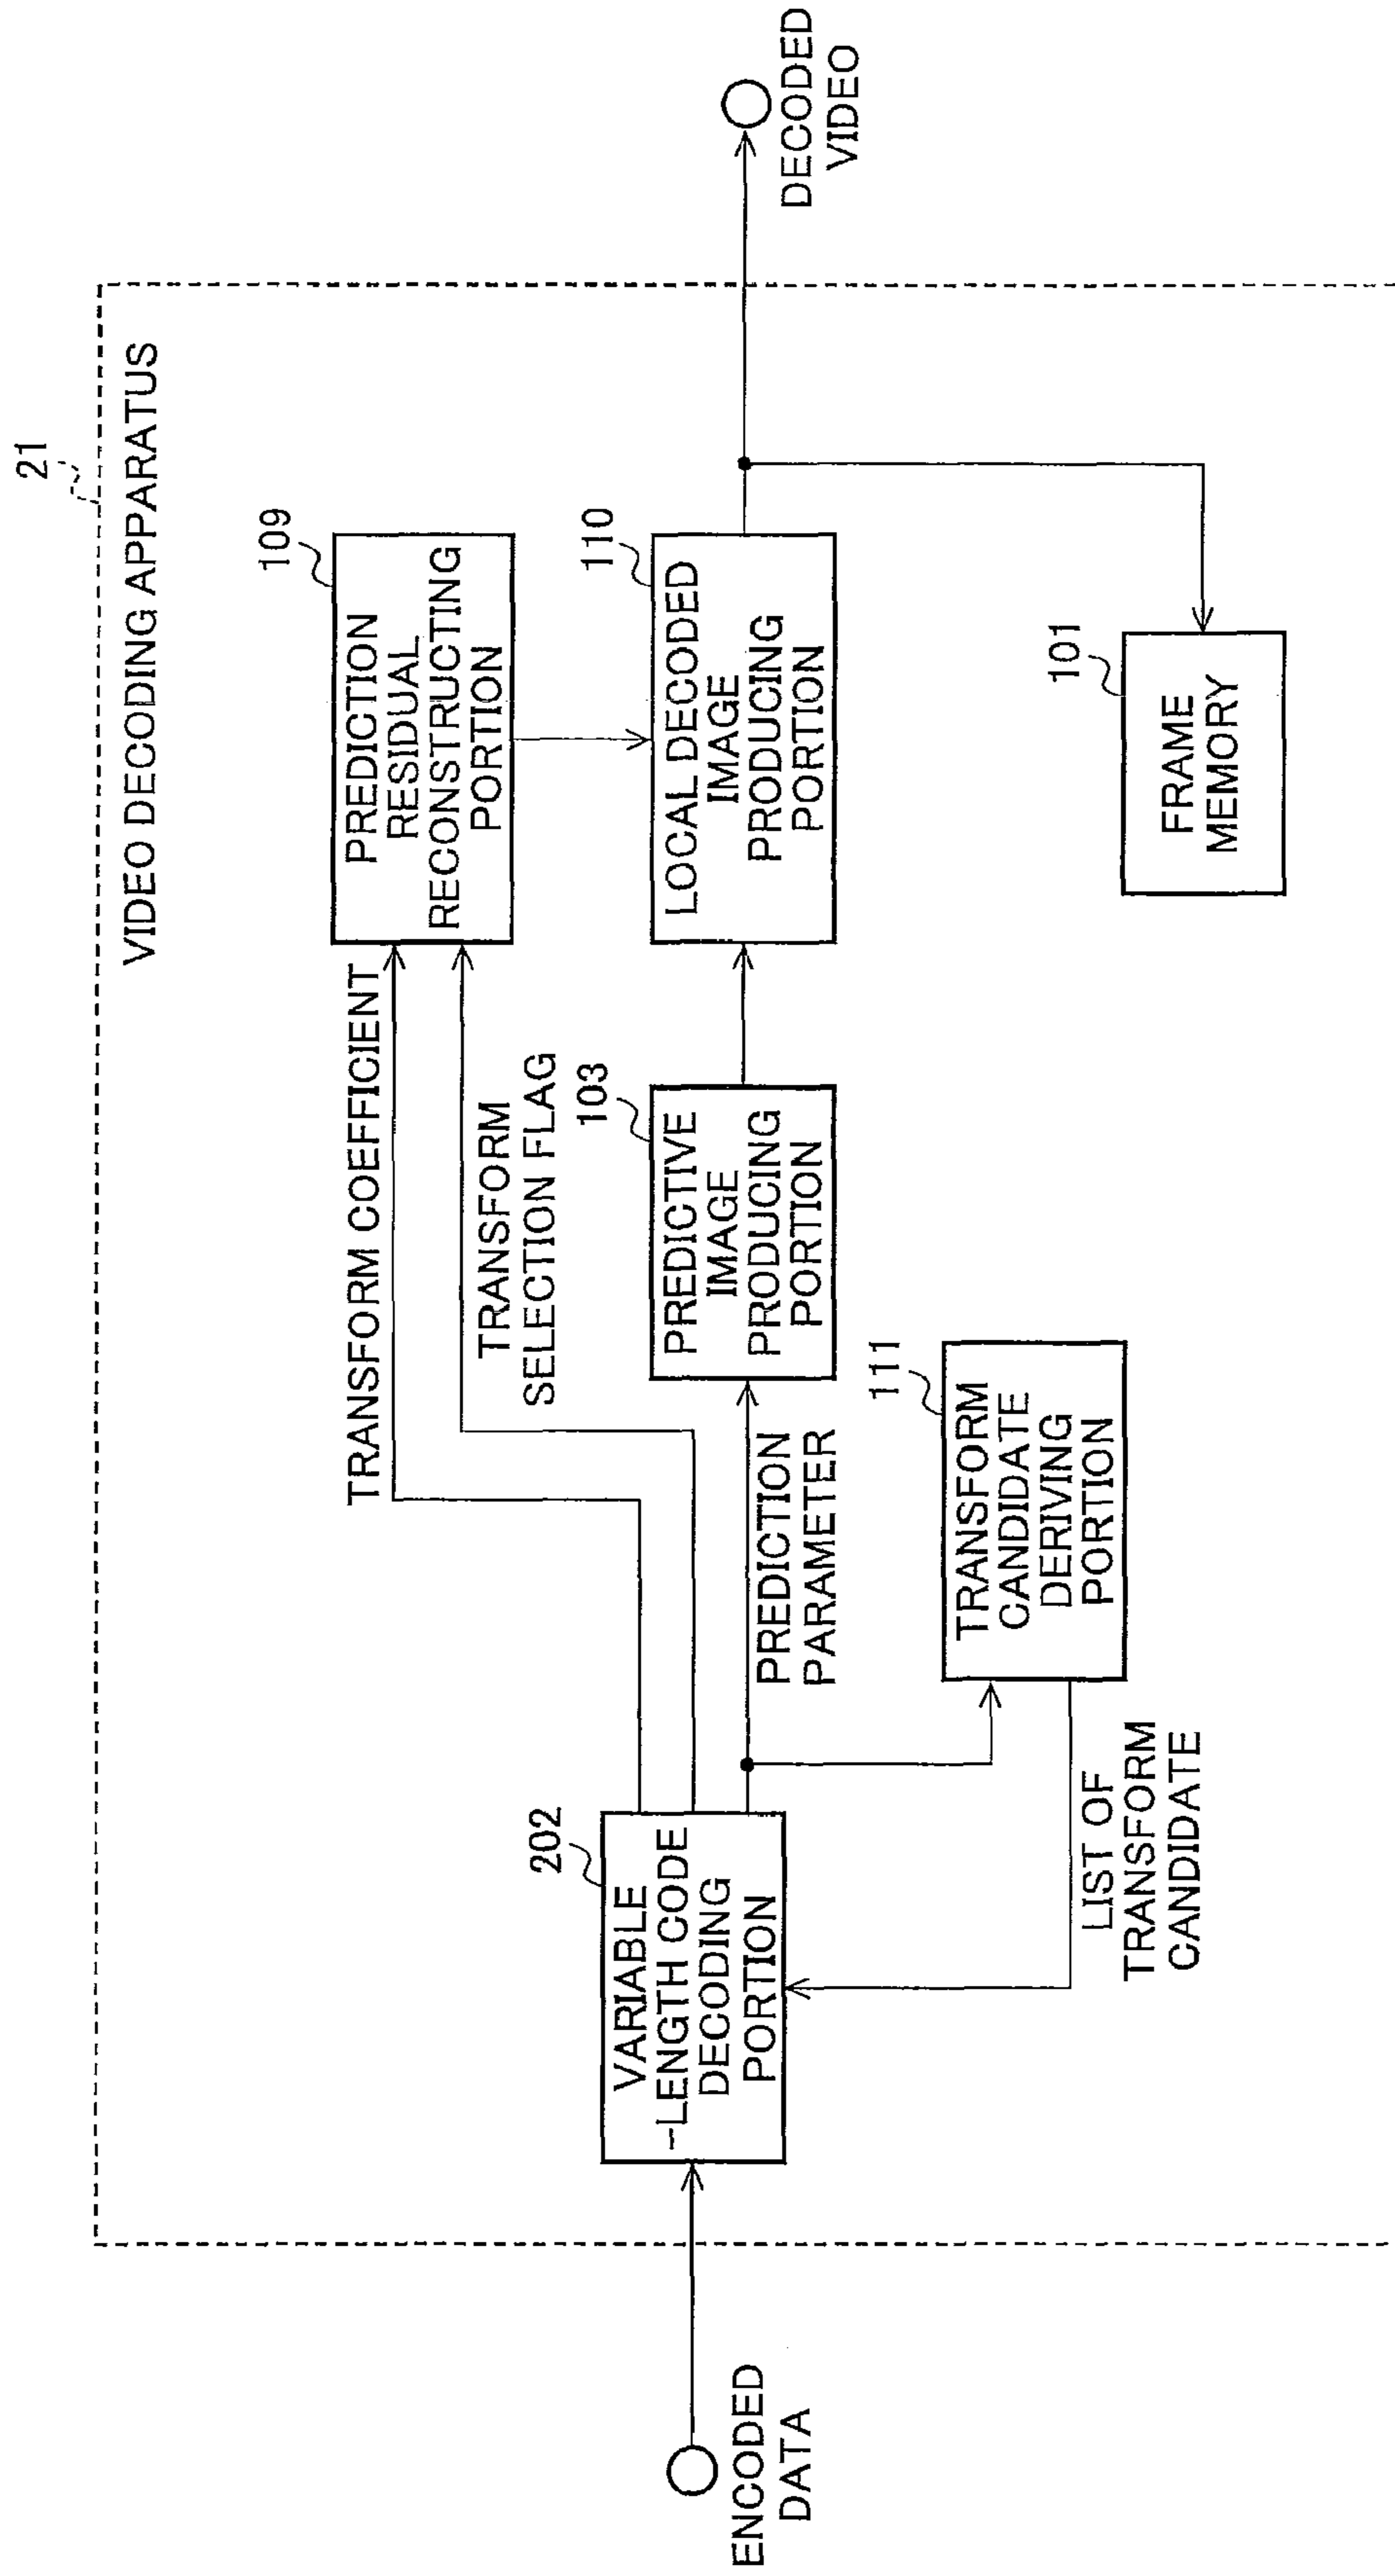 21
VIDEO DECODING APPARATUS
109
PREDICTION
RESIDUAL
RECONSTRUCTING
PORTION
TRANSFORM COEFFICIENT
TRANSFORM
SELECTION FLAG
202
VARIABLE
-LENGTH CODE
DECODING
PORTION
103
PREDICTIVE
IMAGE
PRODUCING
PORTION
110
LOCAL DECODED
IMAGE
PRODUCING
PORTION
ENCODED
DATA
DECODED
VIDEO
PREDICTION
PARAMETER
111
TRANSFORM
CANDIDATE
DERIVING
PORTION
101
FRAME
MEMORY
LIST OF
TRANSFORM
CANDIDATE